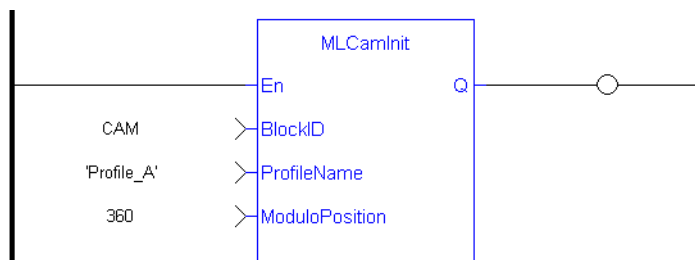 MLCamInit
En Q
CAM BlockID
'Profile_A' ProfileName
360 ModuloPosition